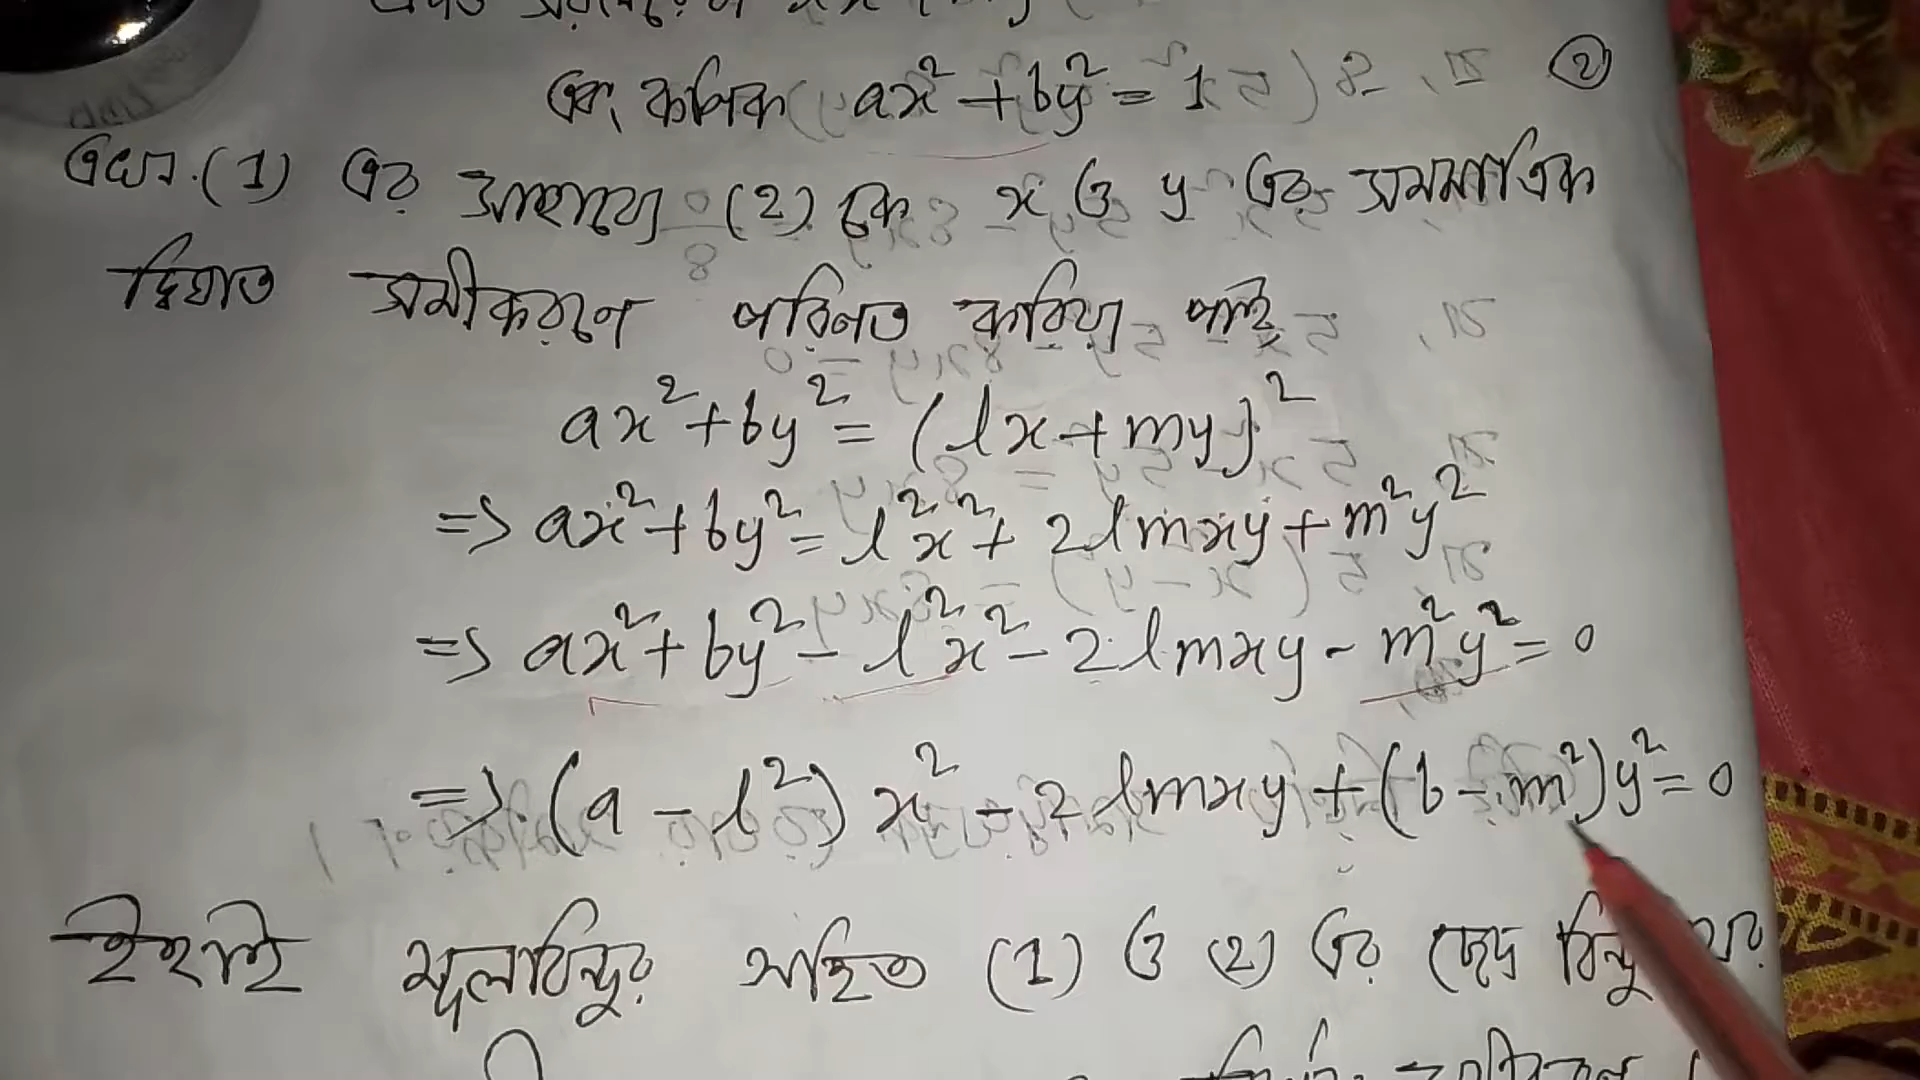 এবং কনিক ax² + by² = 1 (2)
এখন (1) এর সাহায্যে (2) কে x ও y এর সমমাত্রিক
দ্বিঘাত সমীকরণে পরিনত করিয়া পাই,
ax² + by² = (lx + my)²
=> ax² + by² = l²x² + 2lmxy + m²y²
=> ax² + by² - l²x² - 2lmxy - m²y² = 0
=> (a - l²)x² - 2lmxy + (b - m²)y² = 0
ইহাই মূলবিন্দুর সহিত (1) ও (2) এর ছেদ বিন্দু